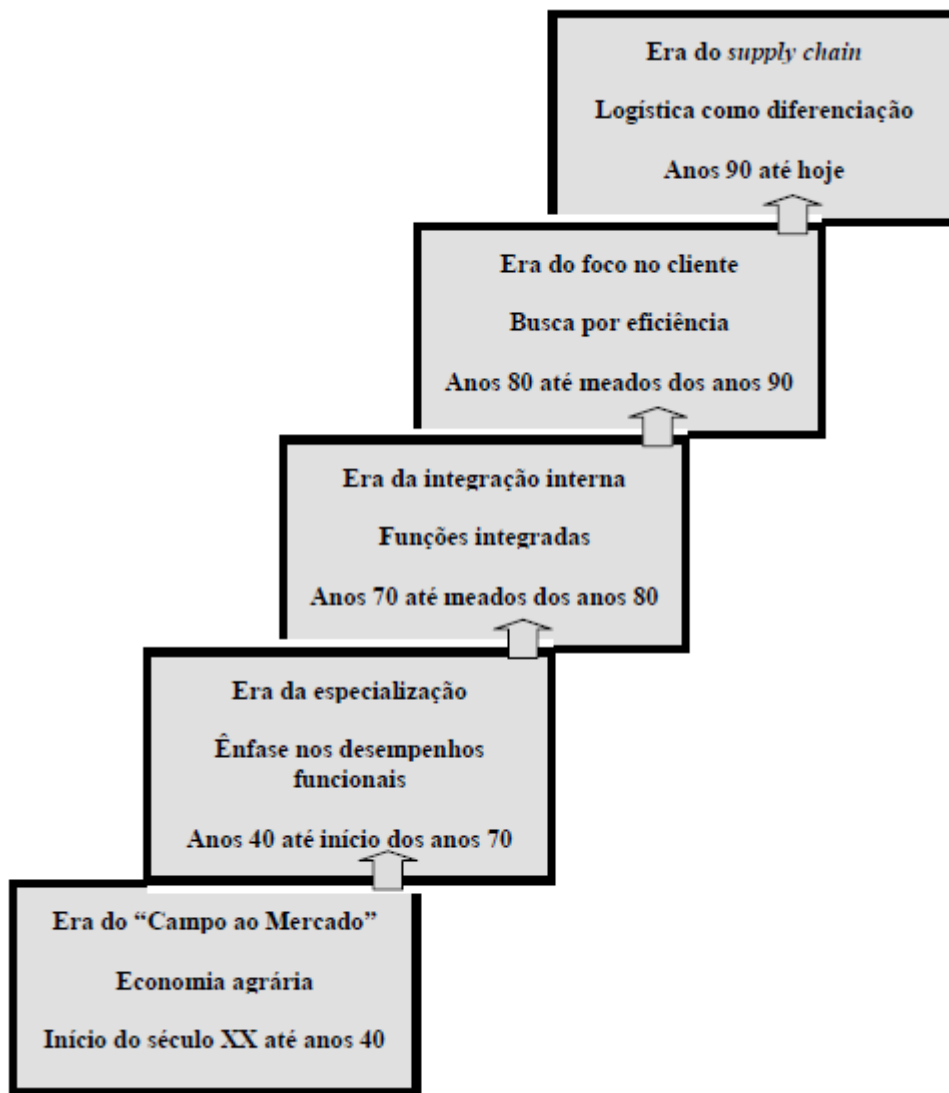 Era do supply chain
Logística como diferenciação
Anos 90 até hoje
Era do foco no cliente
Busca por eficiência
Anos 80 até meados dos anos 90
Era da integração interna
Funções integradas
Anos 70 até meados dos anos 80
Era da especialização
Ênfase nos desempenhos
funcionais
Anos 40 até início dos anos 70
Era do “Campo ao Mercado”
Economia agrária
Início do século XX até anos 40